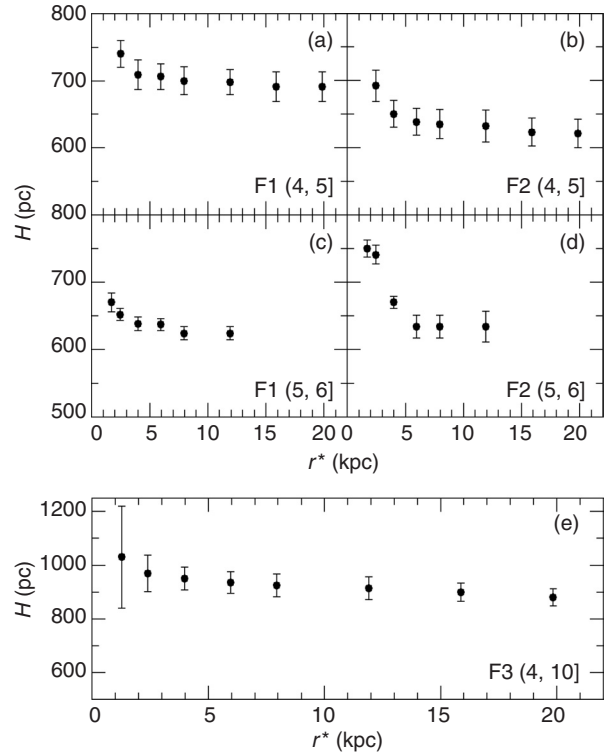 800
(a)
(b)
700
600
F1 (4, 5]
F2 (4, 5]
H (pc)
800
(c)
(d)
700
600
F1 (5, 6]
F2 (5, 6]
500
0 5 10 15 20 0 5 10 15 20
r* (kpc)
r* (kpc)
1200
(e)
1000
H (pc)
800
600
F3 (4, 10]
0 5 10 15 20
r* (kpc)